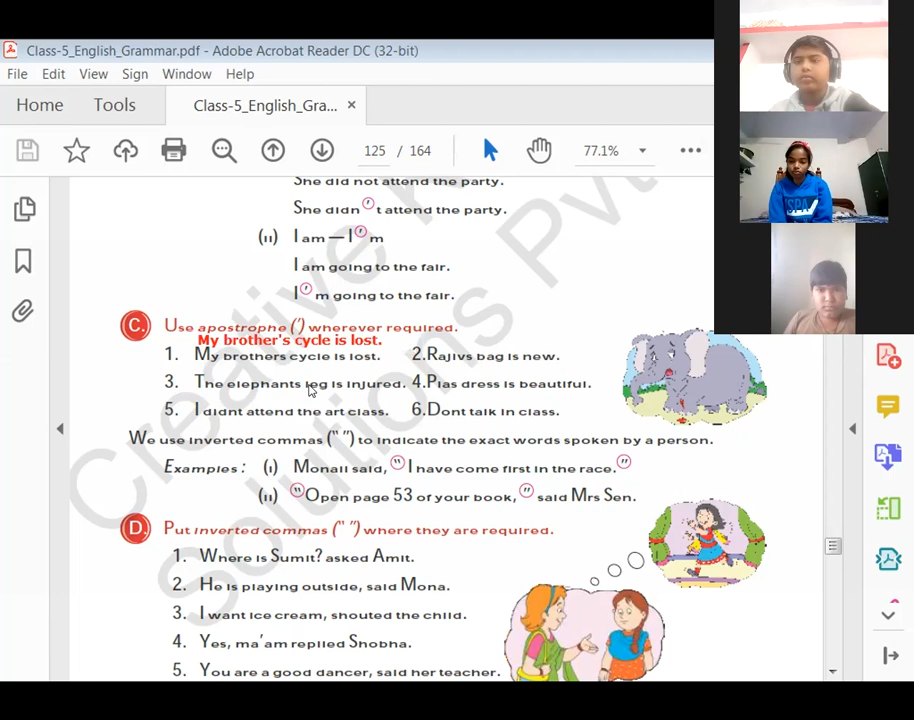 Class-5_English_Grammar.pdf - Adobe Acrobat Reader DC (32-bit)
File Edit View Sign Window Help
Home Tools Class-5_English_Gra... ×
125 / 164 77.1%
She did not attend the party.
She didn't attend the party.
(ii) I am — I'm
I am going to the fair.
I'm going to the fair.
C. Use apostrophe (') wherever required.
My brother's cycle is lost.
1. My brothers cycle is lost. 2. Rajivs bag is new.
3. The elephants leg is injured. 4. Pias dress is beautiful.
5. I didnt attend the art class. 6. Dont talk in class.
We use inverted commas (“ ”) to indicate the exact words spoken by a person.
Examples : (i) Monali said, “I have come first in the race.”
(ii) “Open page 53 of your book,” said Mrs Sen.
D. Put inverted commas (“ ”) where they are required.
1. Where is Sumit? asked Amit.
2. He is playing outside, said Mona.
3. I want ice cream, shouted the child.
4. Yes, ma'am replied Shobha.
5. You are a good dancer, said her teacher.
Creative
Solutions Pvt